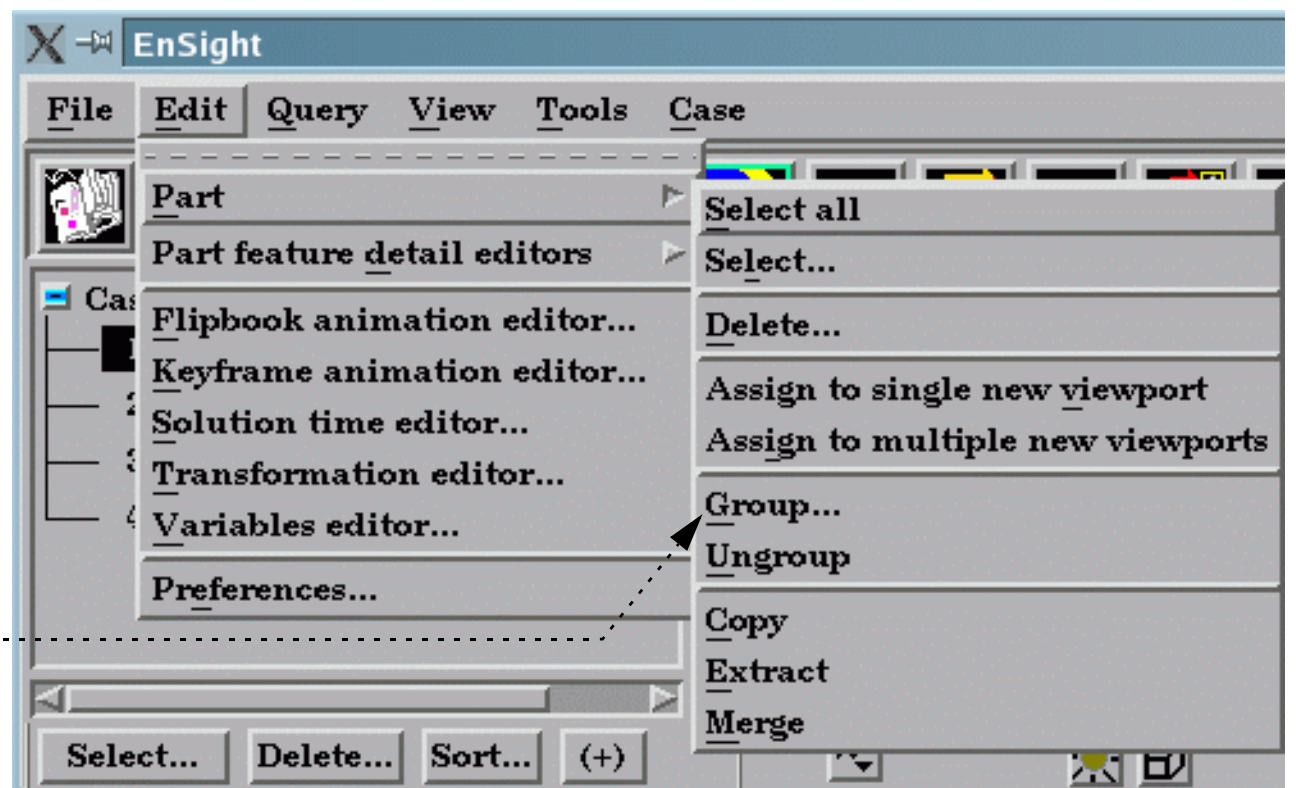 EnSight
File Edit Query View Tools Case
Part
Part feature detail editors
Flipbook animation editor...
Keyframe animation editor...
Solution time editor...
Transformation editor...
Variables editor...
Preferences...
Select all
Select...
Delete...
Assign to single new viewport
Assign to multiple new viewports
Group...
Ungroup
Copy
Extract
Merge
Select... Delete... Sort... (+)